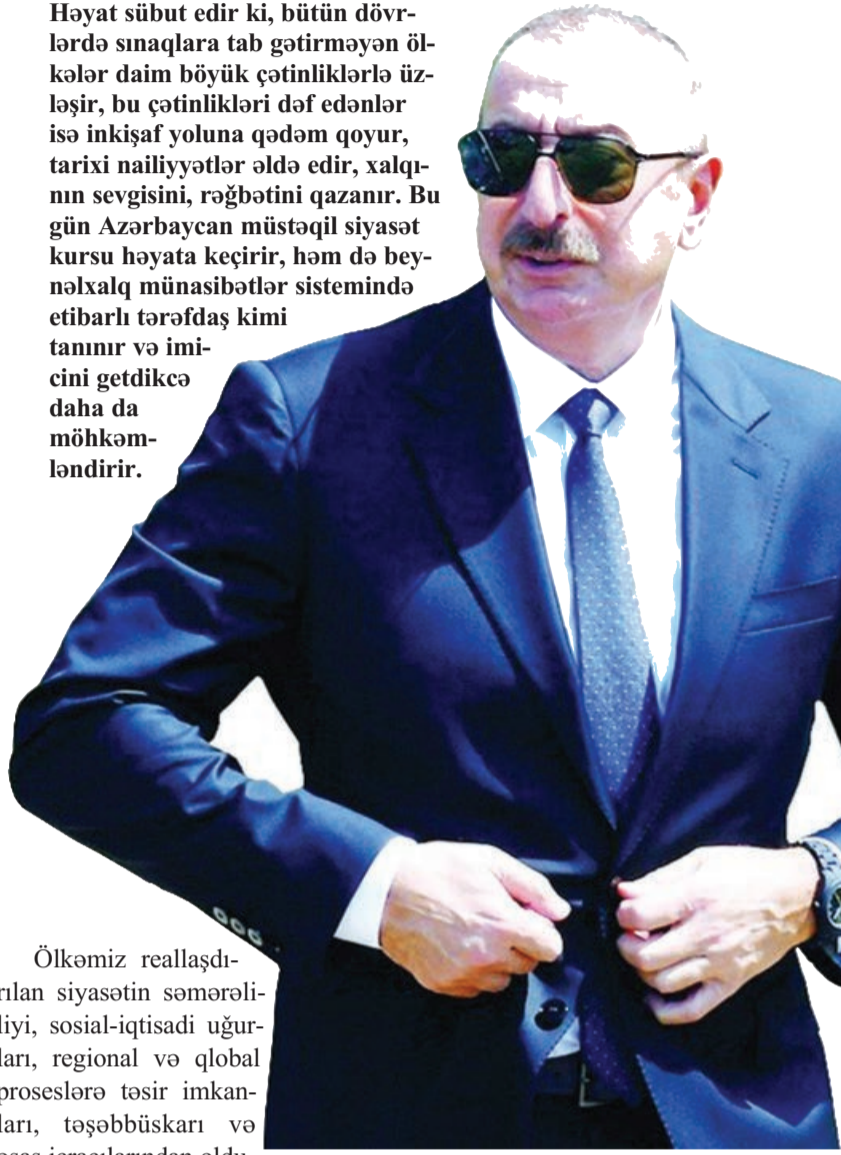 Həyat sübut edir ki, bütün dövr-
lərdə sınaqlara tab gətirməyən öl-
kələr daim böyük çətinliklərlə üz-
ləşir, bu çətinlikləri dəf edənlər
isə inkişaf yoluna qədəm qoyur,
tarixi nailiyyətlər əldə edir, xalqı-
nın sevgisini, rəğbətini qazanır. Bu
gün Azərbaycan müstəqil siyasət
kursu həyata keçirir, həm də bey-
nəlxalq münasibətlər sistemində
etibarlı tərəfdaş kimi
tanınır və imi-
cini getdikcə
daha da
möhkəm-
ləndirir.
Ölkəmiz reallaşdı-
rılan siyasətin səmərəli-
liyi, sosial-iqtisadi uğur-
ları, regional və qlobal
proseslərə təsir imkan-
ları, təşəbbüskarı və